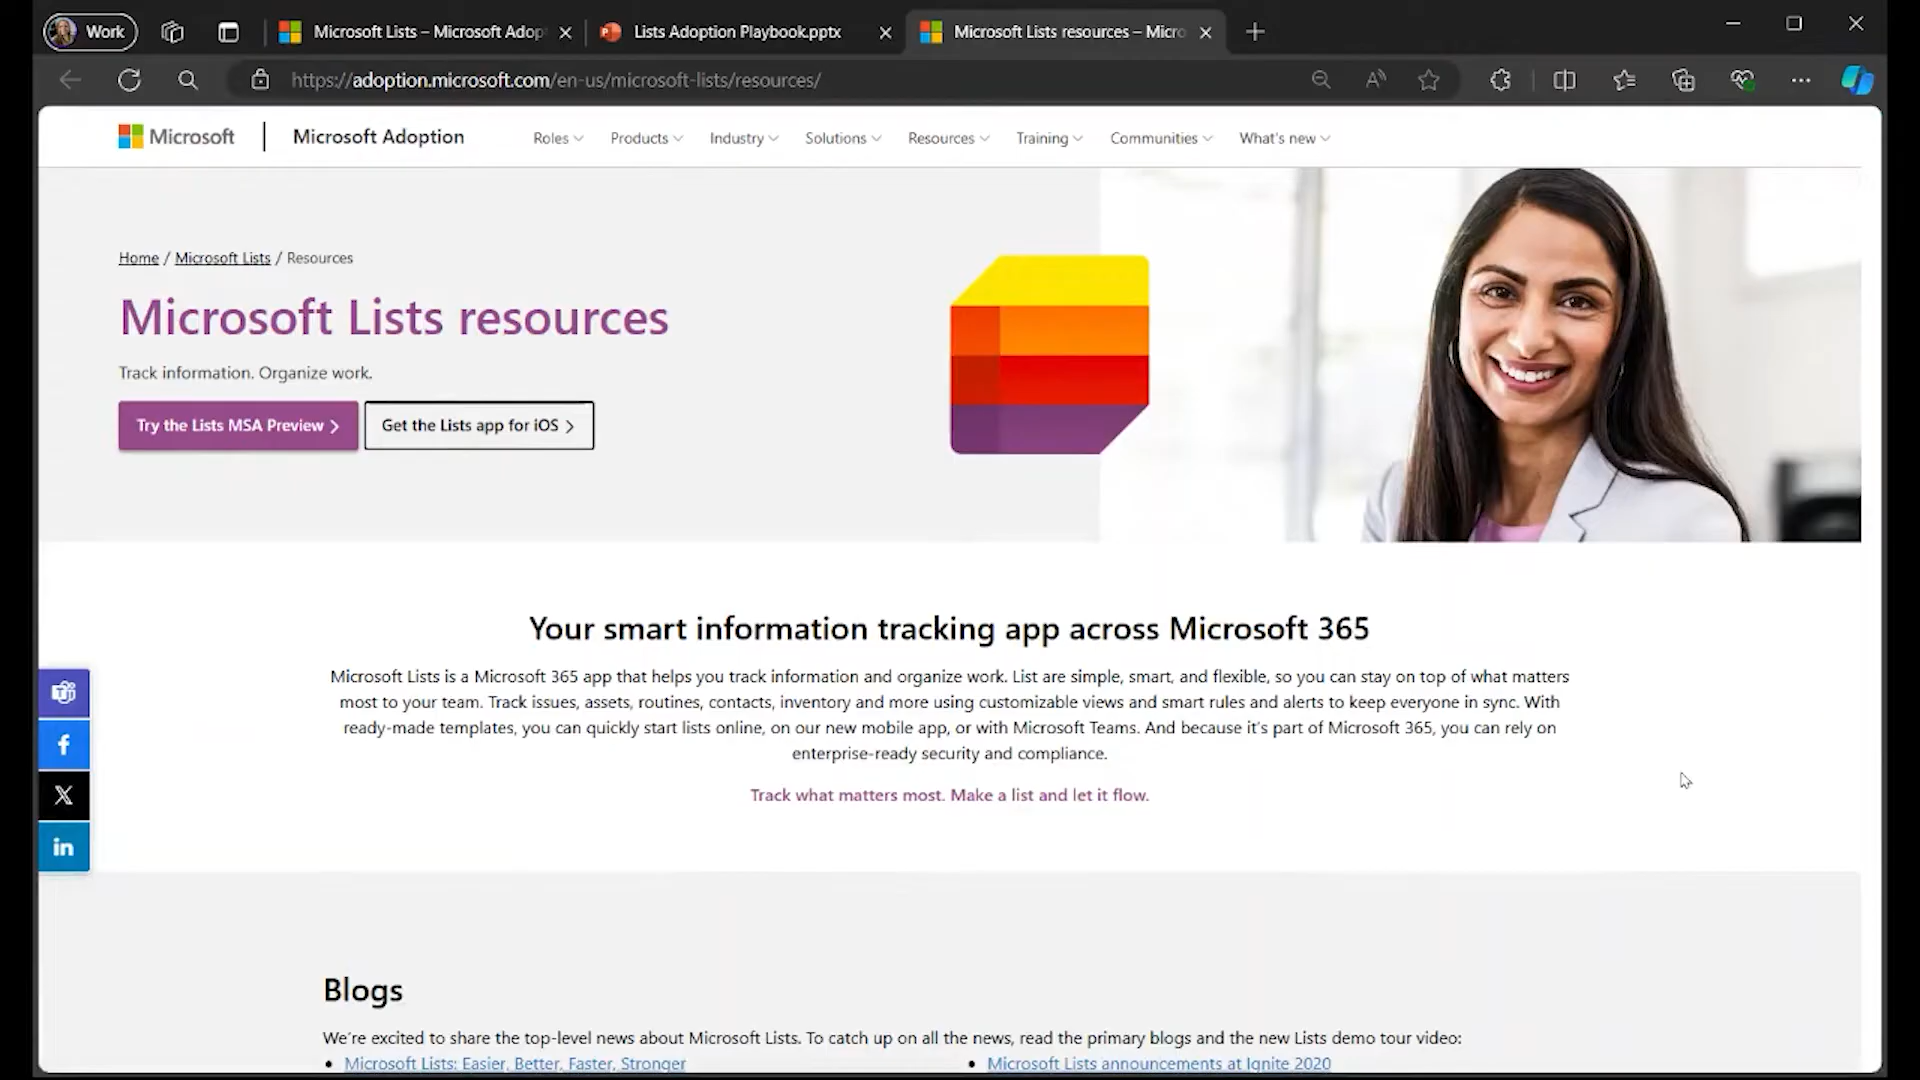 Work
Microsoft Lists – Microsoft Adop
Lists Adoption Playbook.pptx
Microsoft Lists resources – Micro
https://adoption.microsoft.com/en-us/microsoft-lists/resources/
Microsoft
Microsoft Adoption
Roles
Products
Industry
Solutions
Resources
Training
Communities
What's new
Home / Microsoft Lists / Resources
Microsoft Lists resources
Track information. Organize work.
Try the Lists MSA Preview
Get the Lists app for iOS
Your smart information tracking app across Microsoft 365
Microsoft Lists is a Microsoft 365 app that helps you track information and organize work. List are simple, smart, and flexible, so you can stay on top of what matters
most to your team. Track issues, assets, routines, contacts, inventory and more using customizable views and smart rules and alerts to keep everyone in sync. With
ready-made templates, you can quickly start lists online, on our new mobile app, or with Microsoft Teams. And because it's part of Microsoft 365, you can rely on
enterprise-ready security and compliance.
Track what matters most. Make a list and let it flow.
Blogs
We're excited to share the top-level news about Microsoft Lists. To catch up on all the news, read the primary blogs and the new Lists demo tour video:
• Microsoft Lists: Easier, Better, Faster, Stronger
• Microsoft Lists announcements at Ignite 2020